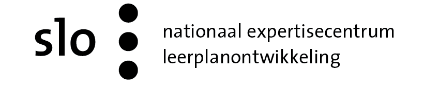 slo
nationaal expertisecentrum
leerplanontwikkeling